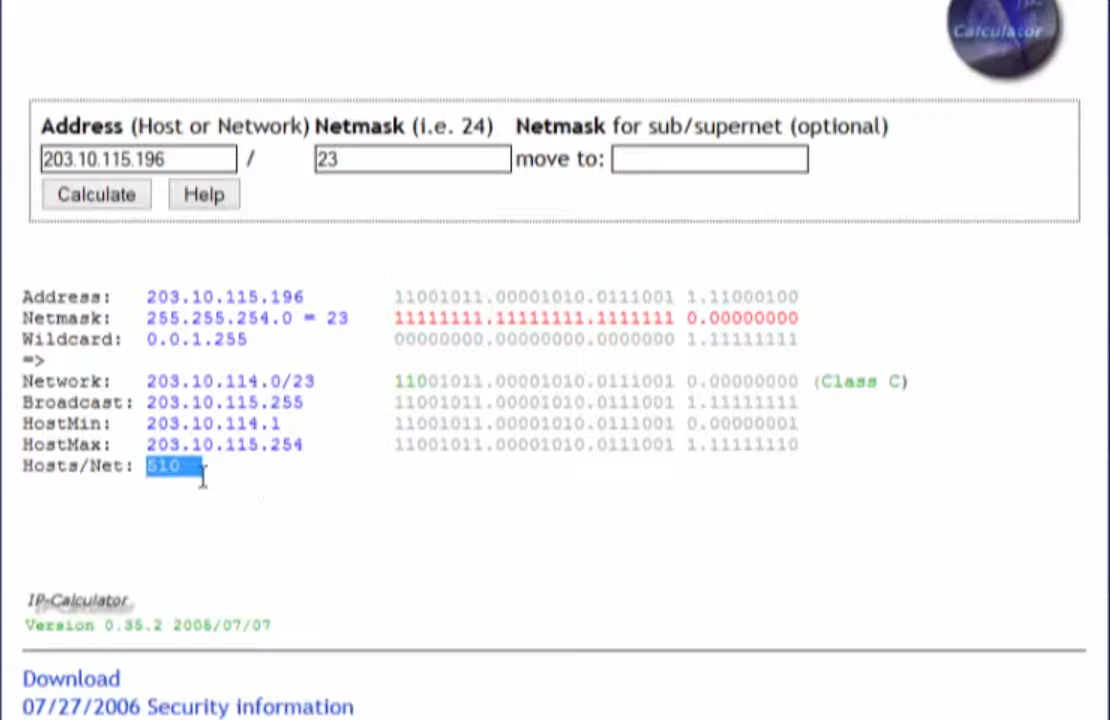 Calculator
Address (Host or Network) Netmask (i.e. 24) Netmask for sub/supernet (optional)
203.10.115.196 / 23 move to:
Calculate Help
Address: 203.10.115.196 11001011.00001010.0111001 1.11000100
Netmask: 255.255.254.0 = 23 11111111.11111111.1111111 0.00000000
Wildcard: 0.0.1.255 00000000.00000000.0000000 1.11111111
=>
Network: 203.10.114.0/23 11001011.00001010.0111001 0.00000000 (Class C)
Broadcast: 203.10.115.255 11001011.00001010.0111001 1.11111111
HostMin: 203.10.114.1 11001011.00001010.0111001 0.00000001
HostMax: 203.10.115.254 11001011.00001010.0111001 1.11111110
Hosts/Net: 510
IP-Calculator
Version 0.35.2 2005/07/07
Download
07/27/2006 Security information